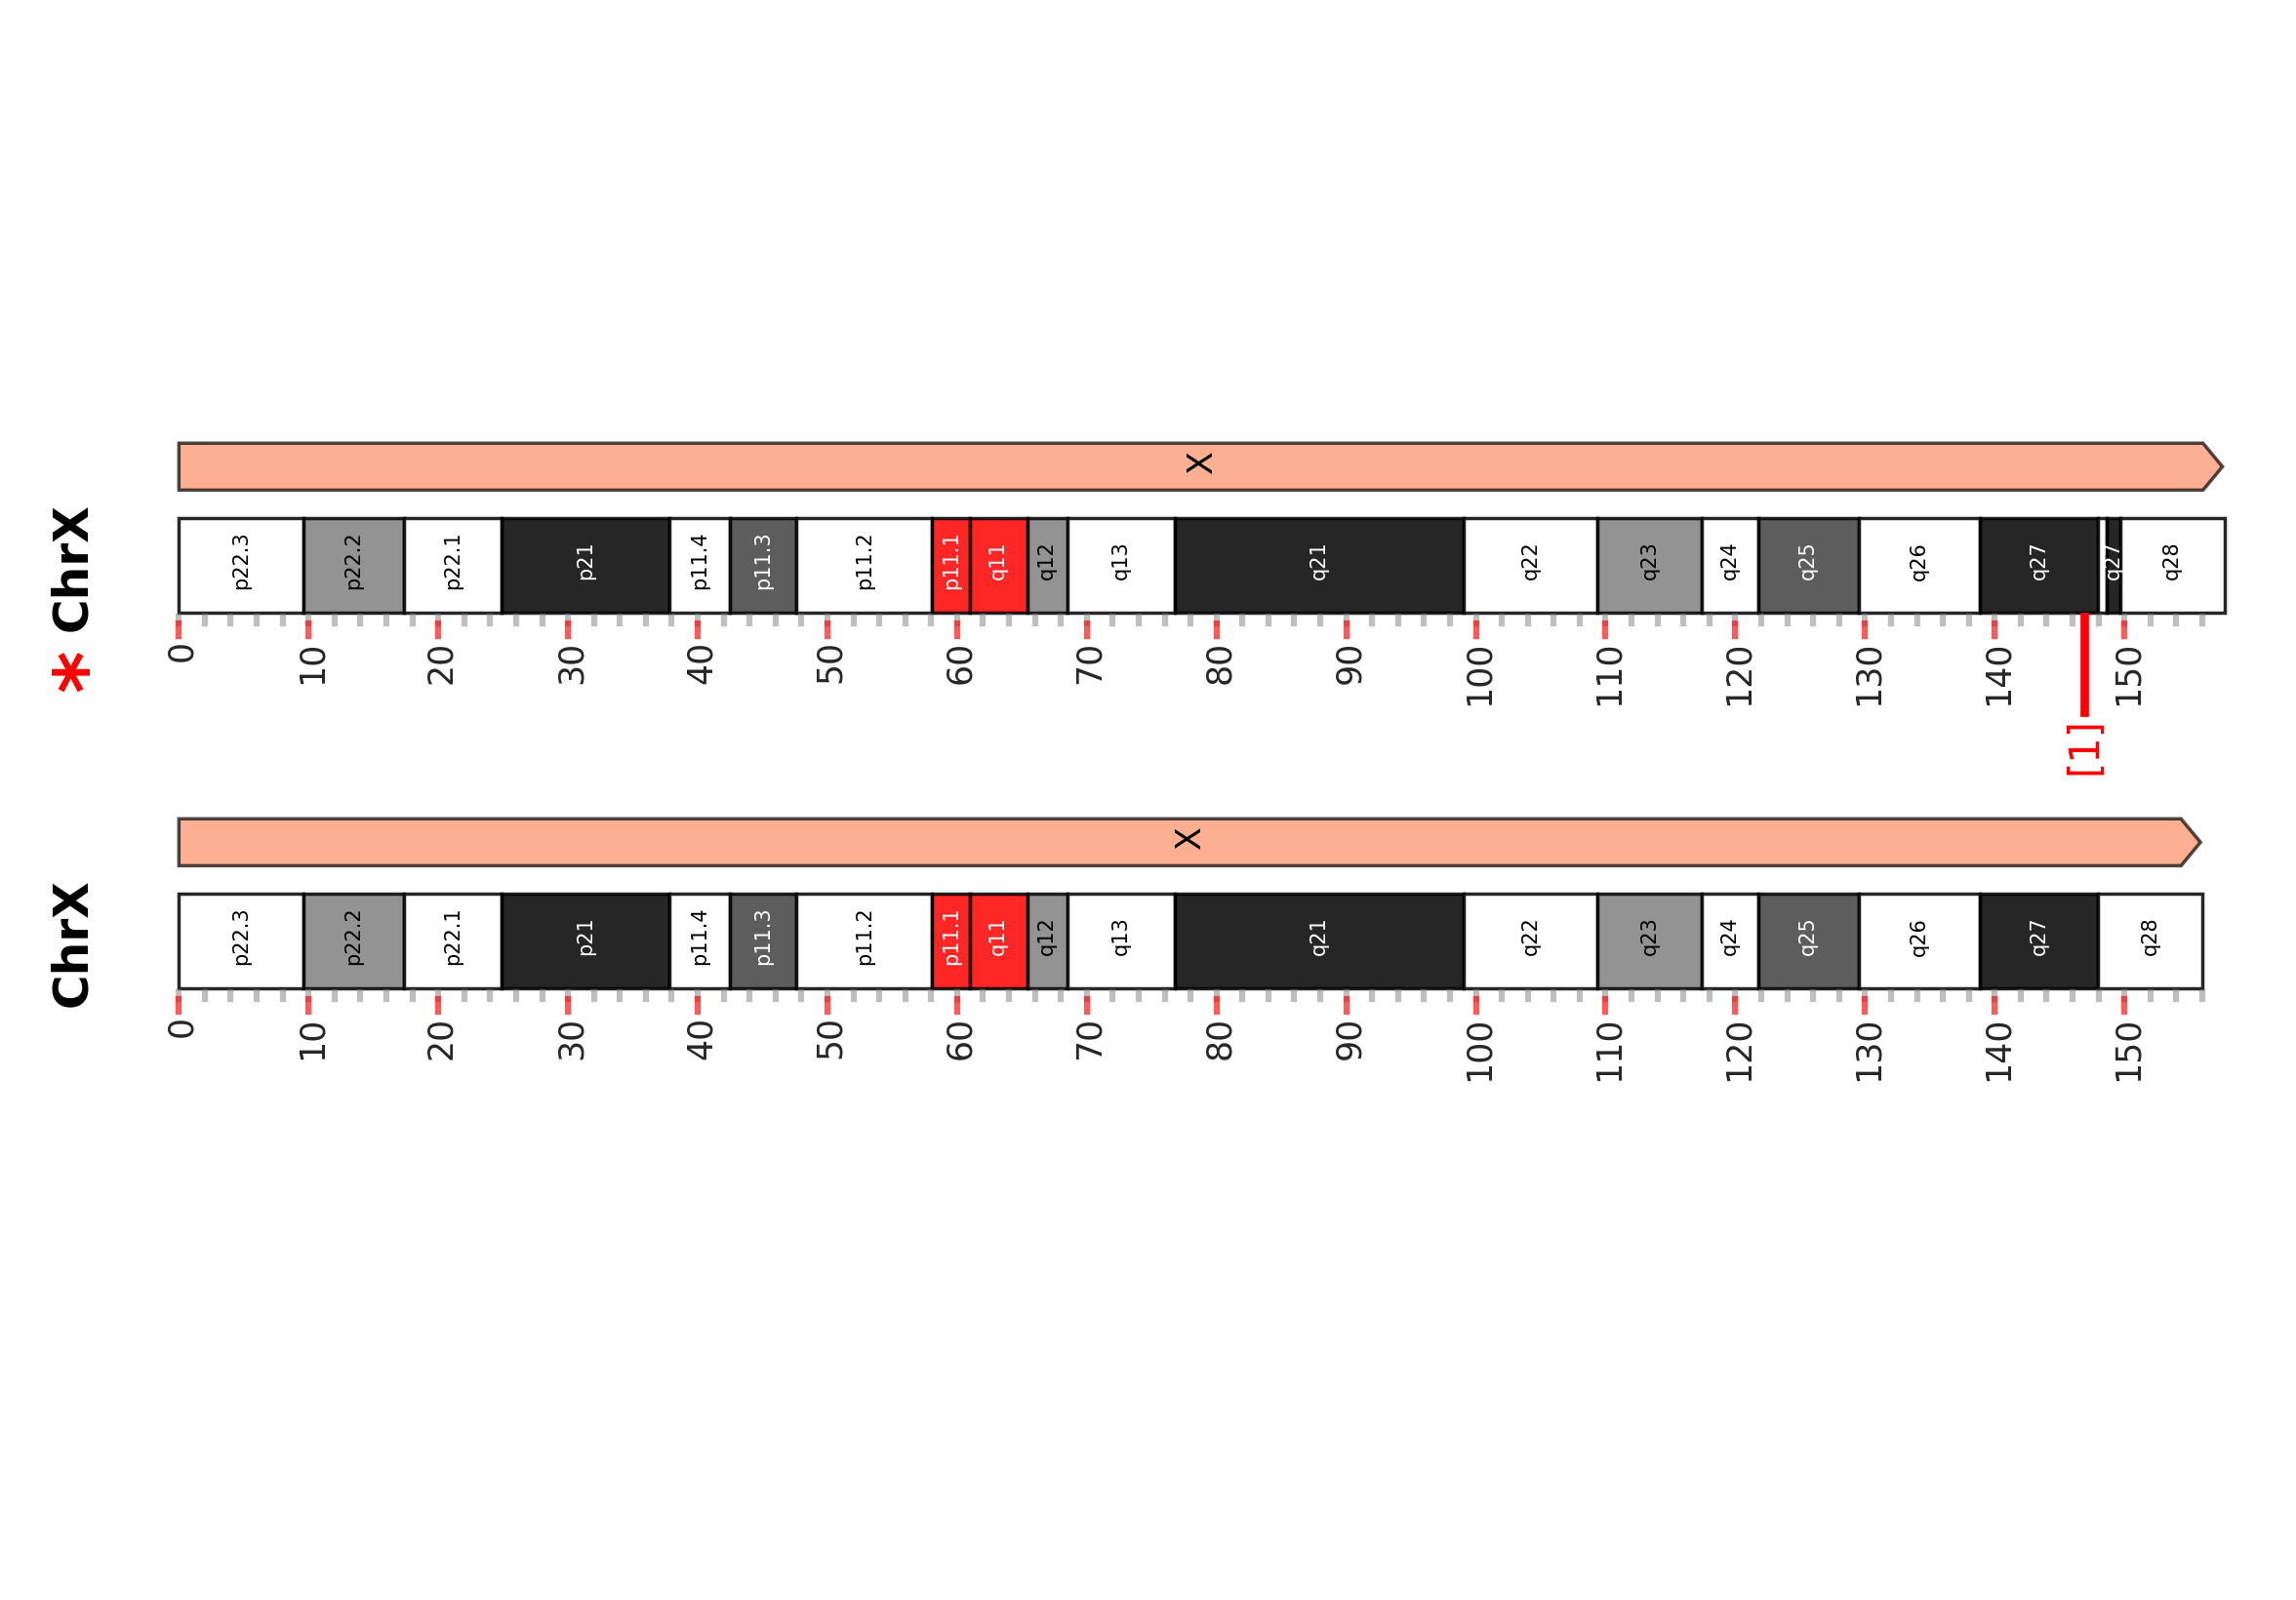 X
* ChrX
p22.3 p22.2 p22.1 p21 p11.4 p11.3 p11.2 p11.1 q11 q12 q13 q21 q22 q23 q24 q25 q26 q27 q27 q28
0 10 20 30 40 50 60 70 80 90 100 110 120 130 140 150
[1]
X
ChrX
p22.3 p22.2 p22.1 p21 p11.4 p11.3 p11.2 p11.1 q11 q12 q13 q21 q22 q23 q24 q25 q26 q27 q28
0 10 20 30 40 50 60 70 80 90 100 110 120 130 140 150